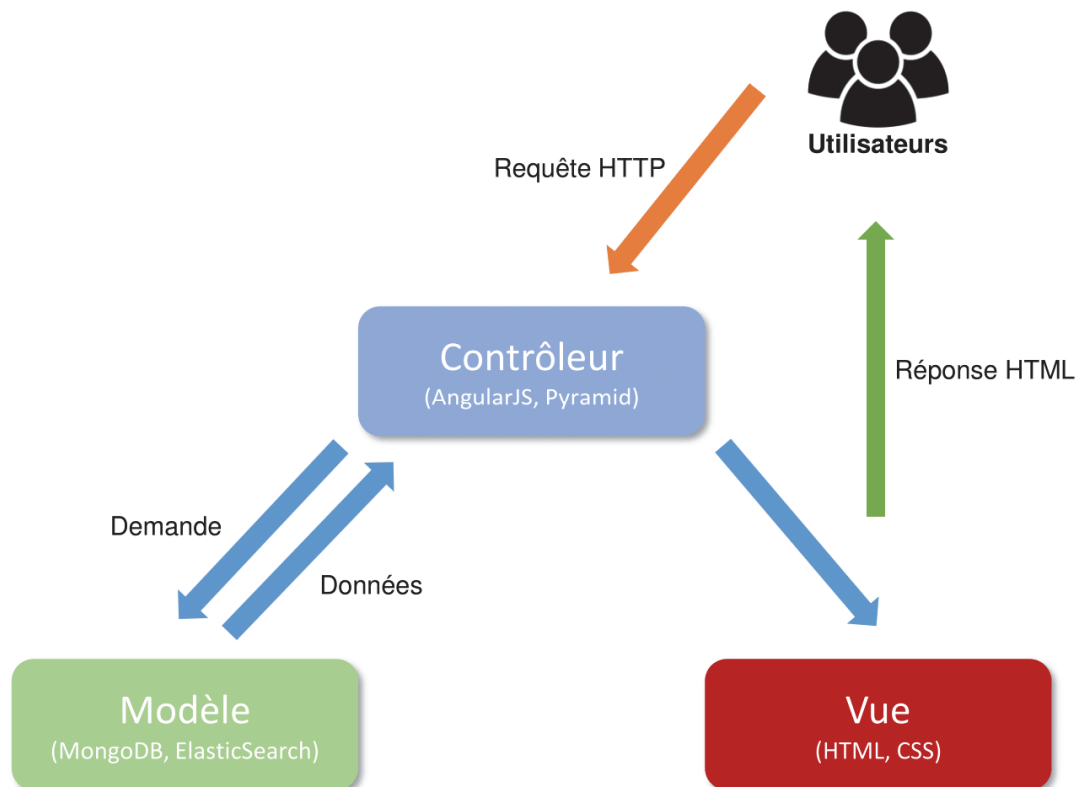 Utilisateurs
Requête HTTP
Contrôleur
(AngularJS, Pyramid)
Réponse HTML
Demande
Données
Modèle
(MongoDB, ElasticSearch)
Vue
(HTML, CSS)